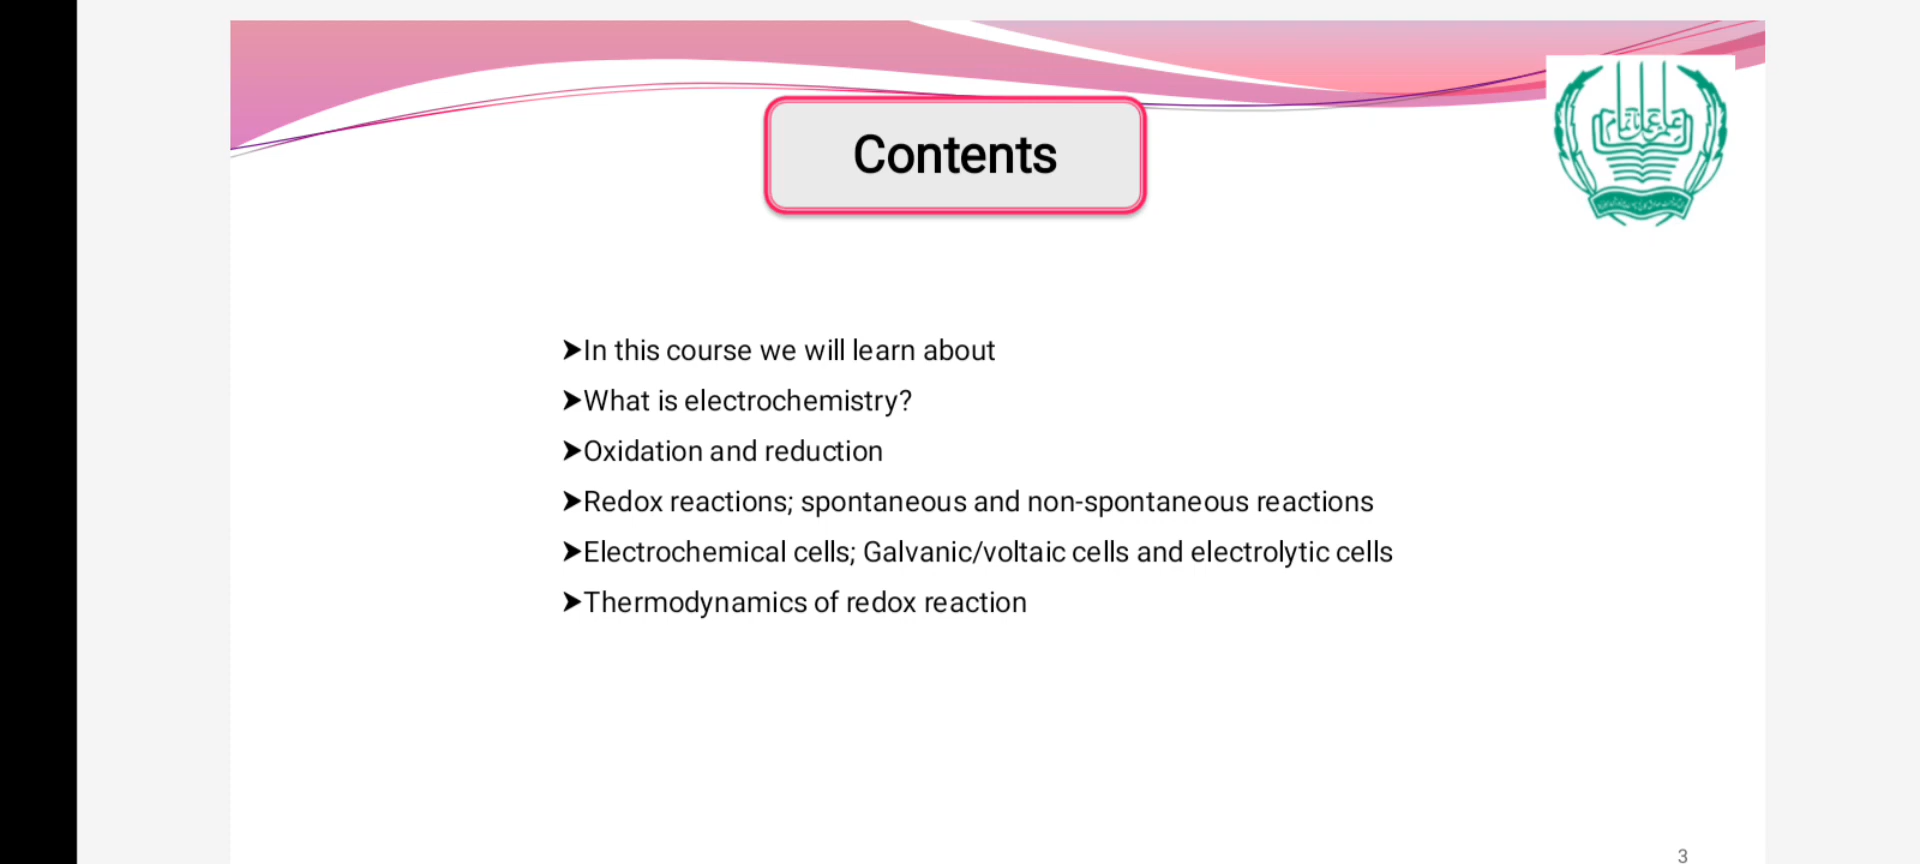 Contents
➤In this course we will learn about
➤What is electrochemistry?
➤Oxidation and reduction
➤Redox reactions; spontaneous and non-spontaneous reactions
➤Electrochemical cells; Galvanic/voltaic cells and electrolytic cells
➤Thermodynamics of redox reaction
3